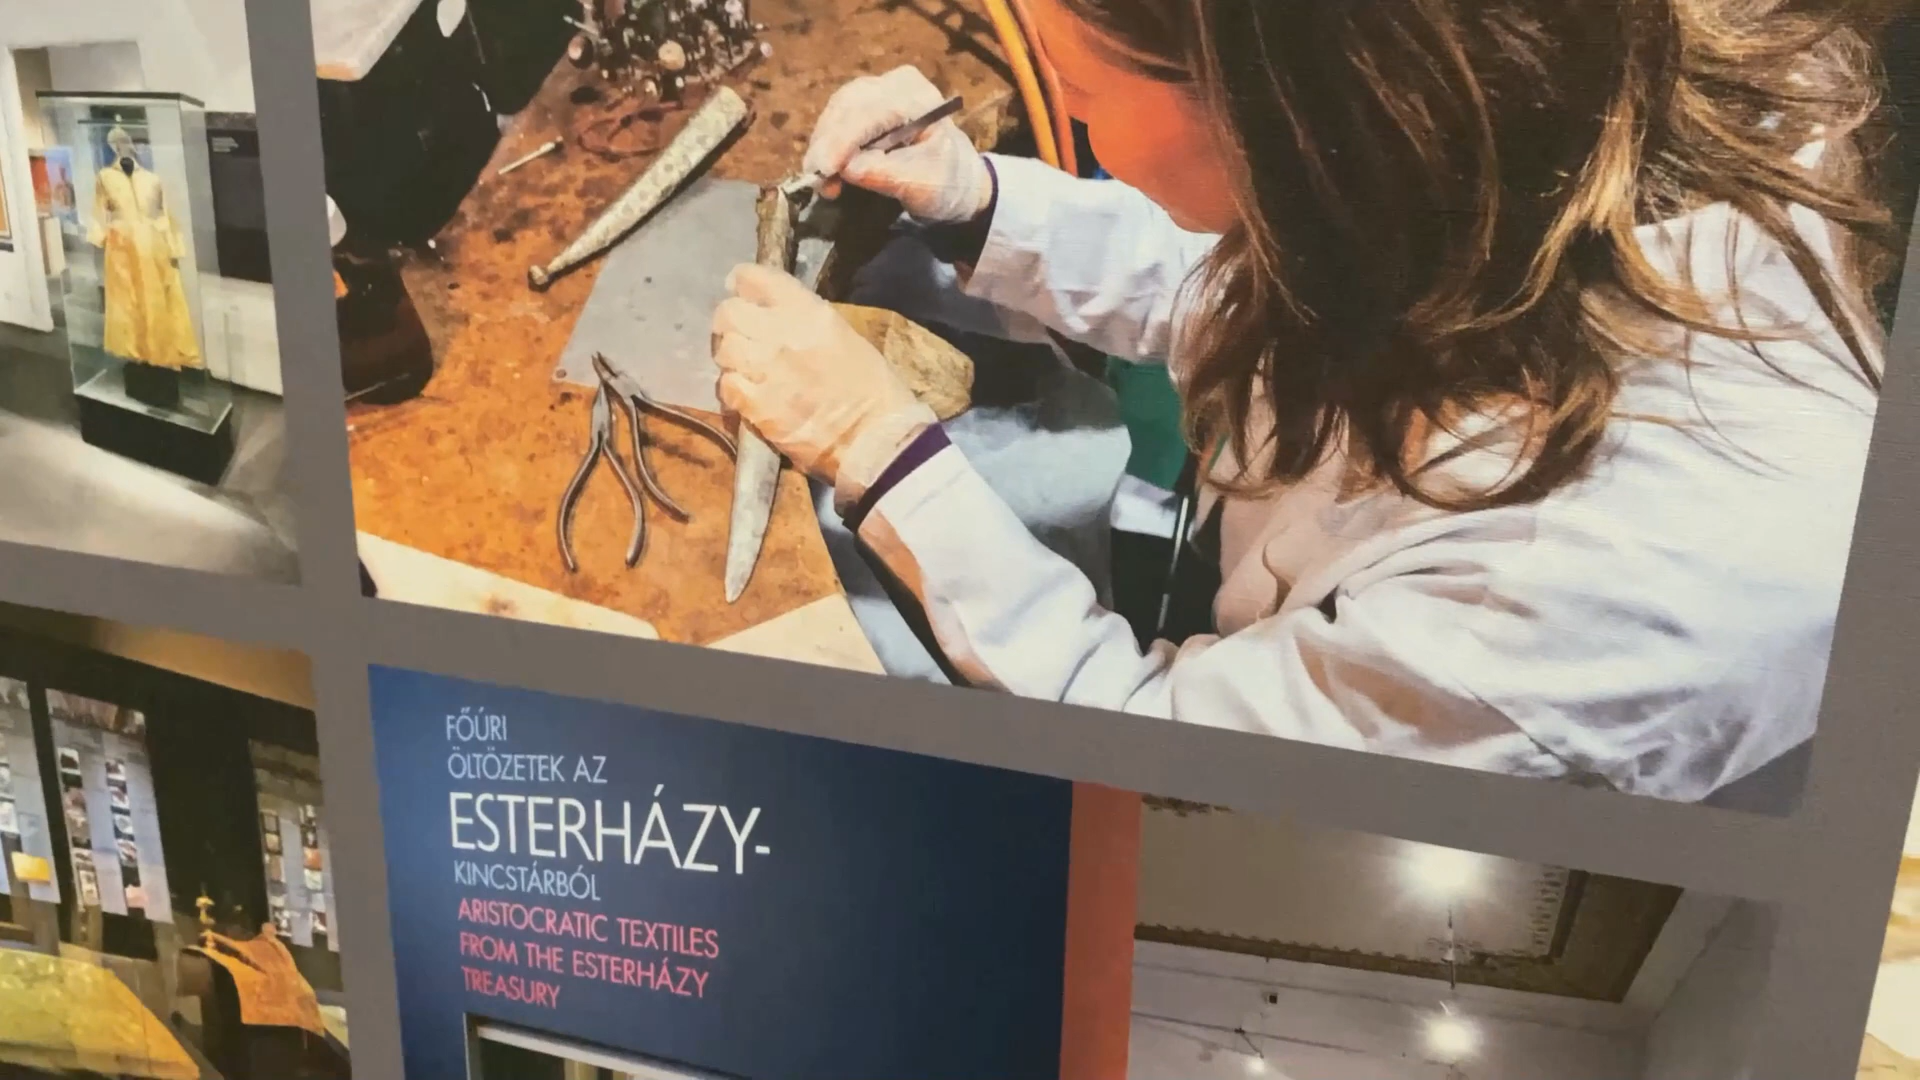 FŐÚRI
ÖLTÖZETEK AZ
ESTERHÁZY-
KINCSTÁRBÓL
ARISTOCRATIC TEXTILES
FROM THE ESTERHÁZY
TREASURY